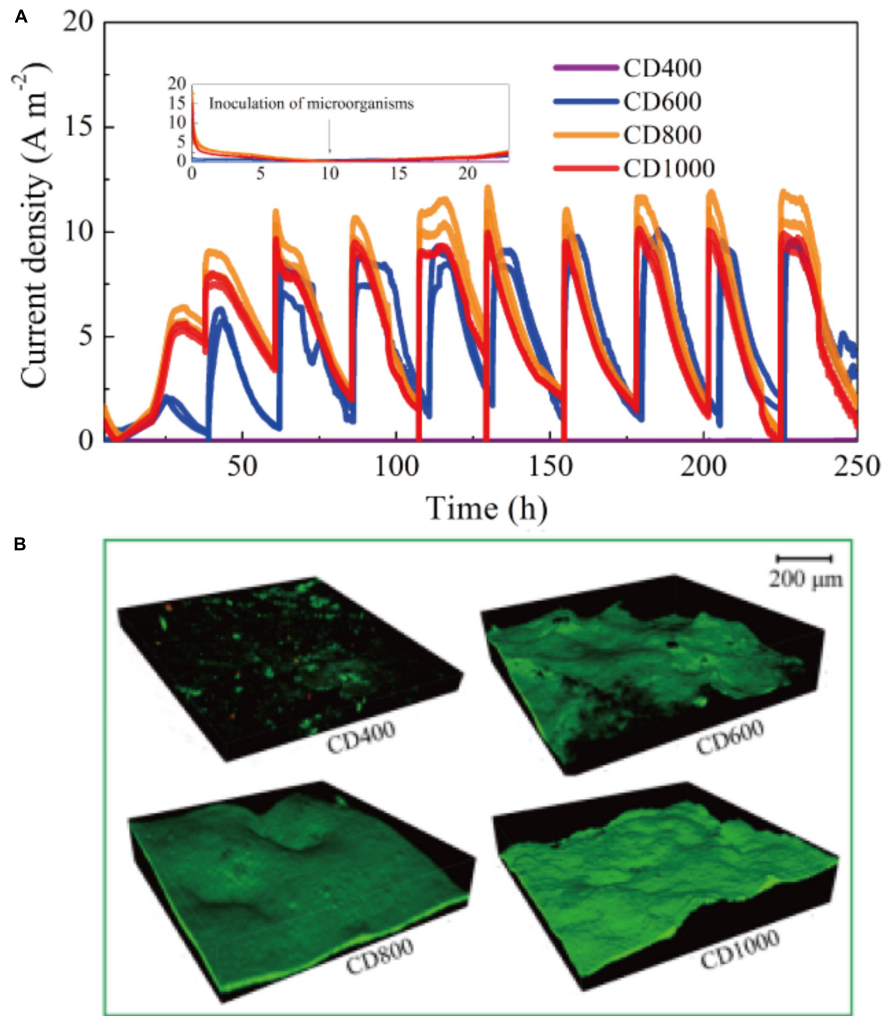 A
Current density (A m-2)
20
15
10
5
0
20
15
10
5
0
Inoculation of microorganisms
0
5
10
15
20
CD400
CD600
CD800
CD1000
50
100
150
200
250
Time (h)
B
200 μm
CD400
CD600
CD800
CD1000